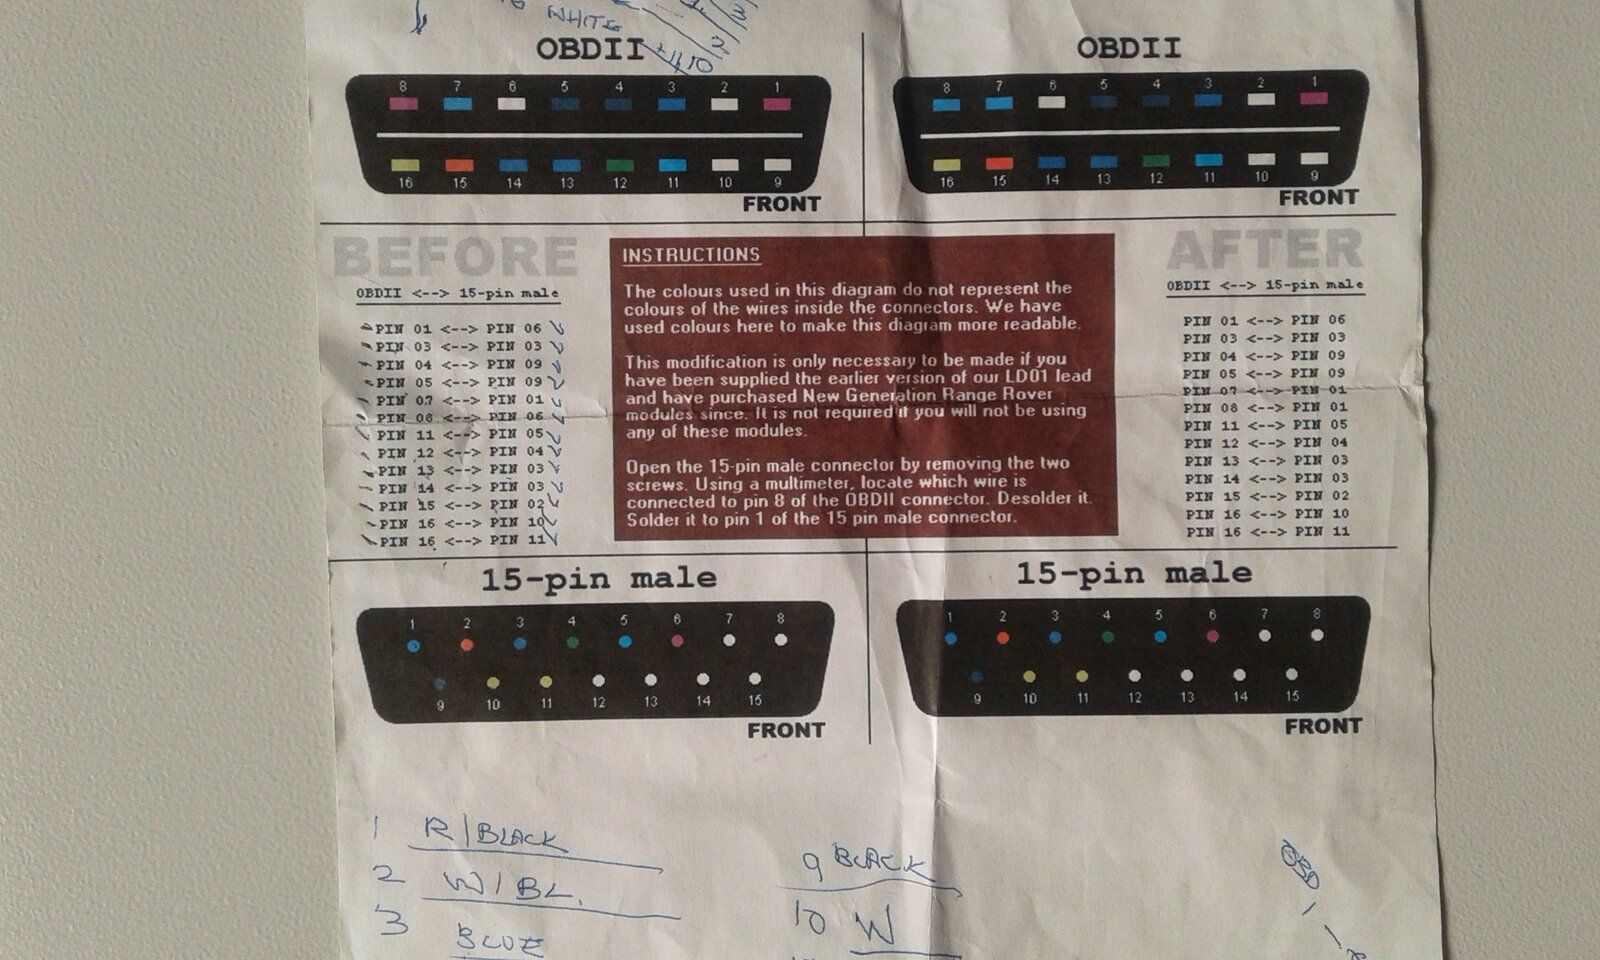 WHITE
2
3
10
OBDII
8 7 6 5 4 3 2 1
16 15 14 13 12 11 10 9
FRONT
OBDII
8 7 6 5 4 3 2 1
16 15 14 13 12 11 10 9
FRONT
BEFORE
OBDII <--> 15-pin male
PIN 01 <--> PIN 06
PIN 03 <--> PIN 03
PIN 04 <--> PIN 09
PIN 05 <--> PIN 09
PIN 07 <--> PIN 01
PIN 08 <--> PIN 06
PIN 11 <--> PIN 05
PIN 12 <--> PIN 04
PIN 13 <--> PIN 03
PIN 14 <--> PIN 03
PIN 15 <--> PIN 02
PIN 16 <--> PIN 10
PIN 16 <--> PIN 11
INSTRUCTIONS
The colours used in this diagram do not represent the
colours of the wires inside the connectors. We have
used colours here to make this diagram more readable.
This modification is only necessary to be made if you
have been supplied the earlier version of our LD01 lead
and have purchased New Generation Range Rover
modules since. It is not required if you will not be using
any of these modules.
Open the 15-pin male connector by removing the two
screws. Using a multimeter, locate which wire is
connected to pin 8 of the OBDII connector. Desolder it.
Solder it to pin 1 of the 15 pin male connector.
AFTER
OBDII <--> 15-pin male
PIN 01 <--> PIN 06
PIN 03 <--> PIN 03
PIN 04 <--> PIN 09
PIN 05 <--> PIN 09
PIN 07 <--> PIN 01
PIN 08 <--> PIN 01
PIN 11 <--> PIN 05
PIN 12 <--> PIN 04
PIN 13 <--> PIN 03
PIN 14 <--> PIN 03
PIN 15 <--> PIN 02
PIN 16 <--> PIN 10
PIN 16 <--> PIN 11
15-pin male
1 2 3 4 5 6 7 8
9 10 11 12 13 14 15
FRONT
15-pin male
1 2 3 4 5 6 7 8
9 10 11 12 13 14 15
FRONT
1 R/BLACK
2 W/BL.
3 BLUE
9 BLACK
10 W
OBD